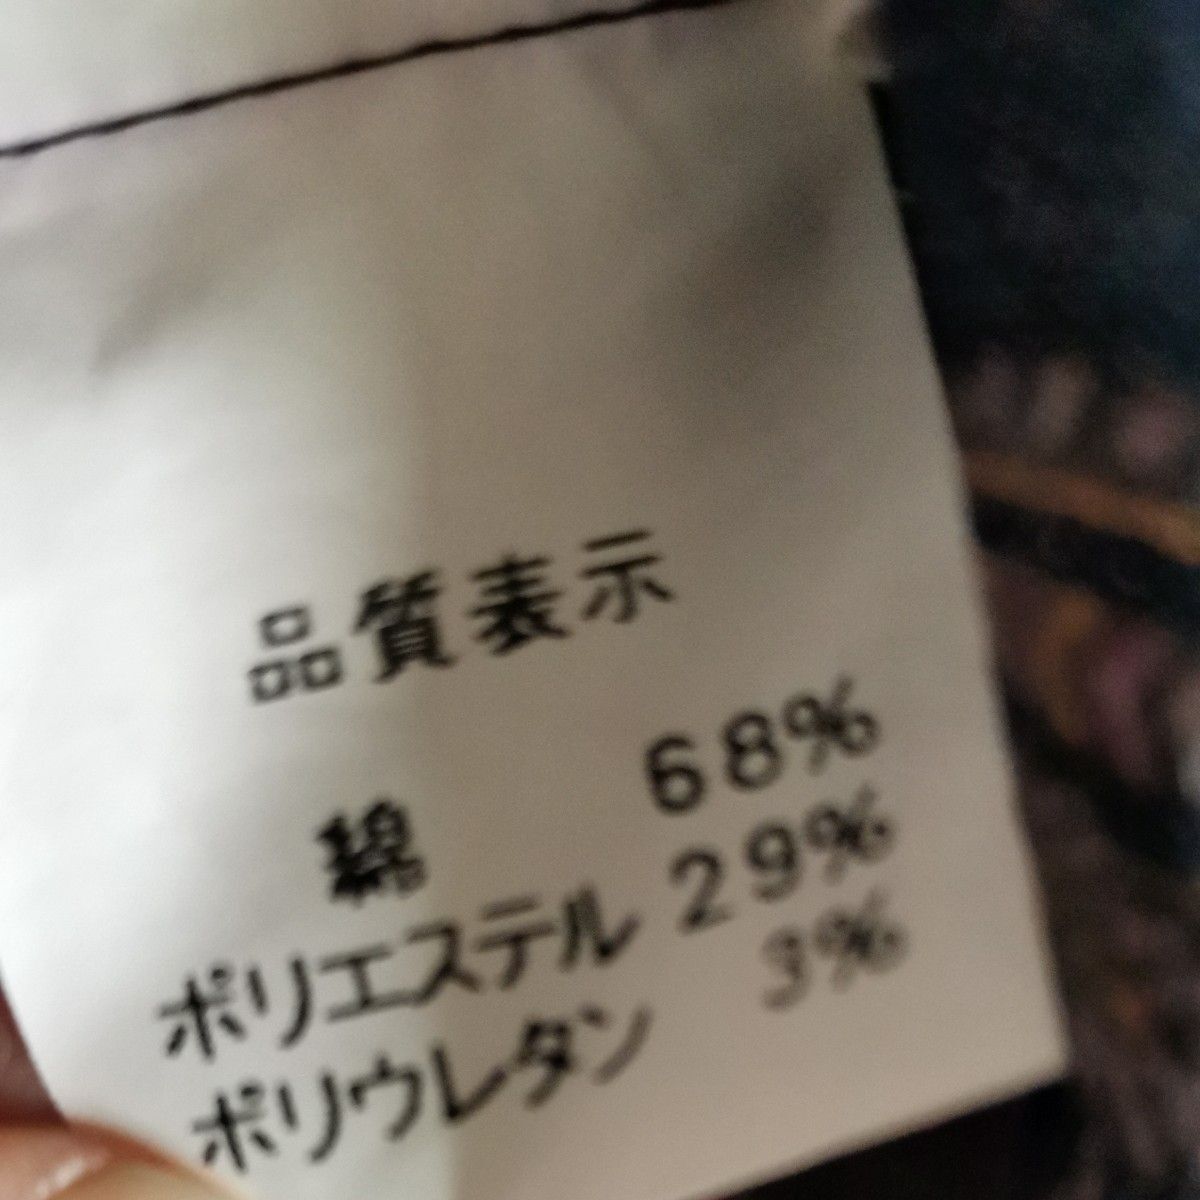 品質表示
綿 68%
ポリエステル 29%
ポリウレタン 3%